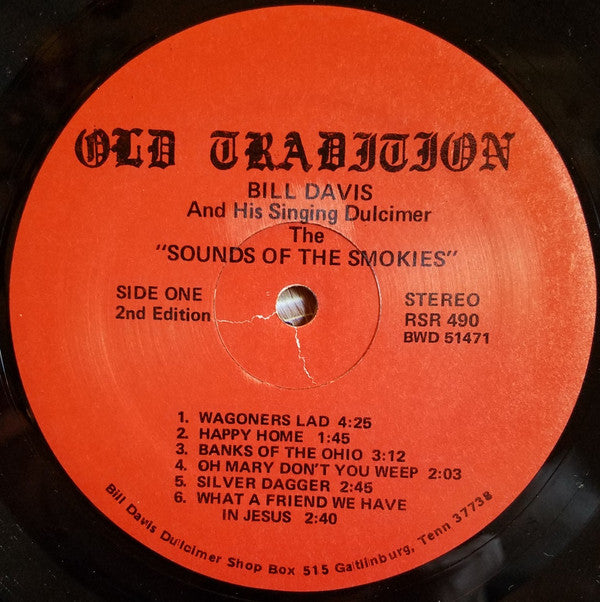 OLD TRADITION
BILL DAVIS
And His Singing Dulcimer
The
"SOUNDS OF THE SMOKIES"
SIDE ONE
2nd Edition
STEREO
RSR 490
BWD 51471
1. WAGONERS LAD 4:25
2. HAPPY HOME 1:45
3. BANKS OF THE OHIO 3:12
4. OH MARY DON'T YOU WEEP 2:03
5. SILVER DAGGER 2:45
6. WHAT A FRIEND WE HAVE
IN JESUS 2:40
Bill Davis Dulcimer Shop Box 515 Gatlinburg, Tenn 37738